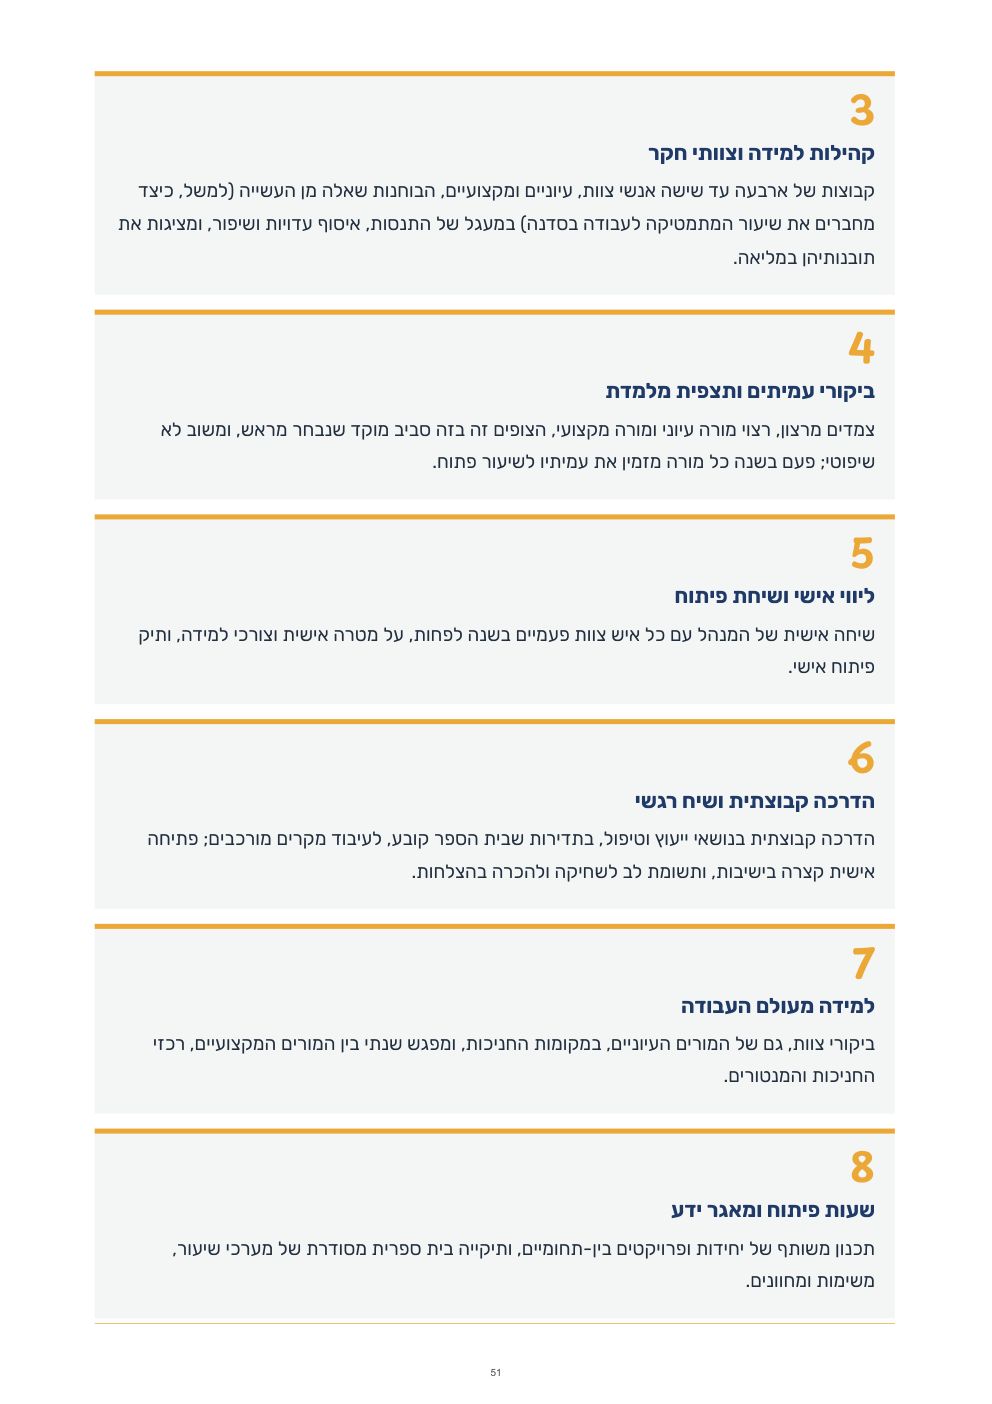 3
קהילות למידה וצוותי חקר
קבוצות של ארבעה עד שישה אנשי צוות, עיוניים ומקצועיים, הבוחנות שאלה מן העשייה (למשל, כיצד
מחברים את שיעור המתמטיקה לעבודה בסדנה) במעגל של התנסות, איסוף עדויות ושיפור, ומציגות את
תובנותיהן במליאה.
4
ביקורי עמיתים ותצפית מלמדת
צמדים מרצון, רצוי מורה עיוני ומורה מקצועי, הצופים זה בזה סביב מוקד שנבחר מראש, ומשוב לא
שיפוטי; פעם בשנה כל מורה מזמין את עמיתיו לשיעור פתוח.
5
ליווי אישי ושיחת פיתוח
שיחה אישית של המנהל עם כל איש צוות פעמיים בשנה לפחות, על מטרה אישית וצורכי למידה, ותיק
פיתוח אישי.
6
הדרכה קבוצתית ושיח רגשי
הדרכה קבוצתית בנושאי ייעוץ וטיפול, בתדירות שבית הספר קובע, לעיבוד מקרים מורכבים; פתיחה
אישית קצרה בישיבות, ותשומת לב לשחיקה ולהכרה בהצלחות.
7
למידה מעולם העבודה
ביקורי צוות, גם של המורים העיוניים, במקומות החניכות, ומפגש שנתי בין המורים המקצועיים, רכזי
החניכות והמנטורים.
8
שעות פיתוח ומאגר ידע
תכנון משותף של יחידות ופרויקטים בין-תחומיים, ותיקייה בית ספרית מסודרת של מערכי שיעור,
משימות ומחוונים.
51